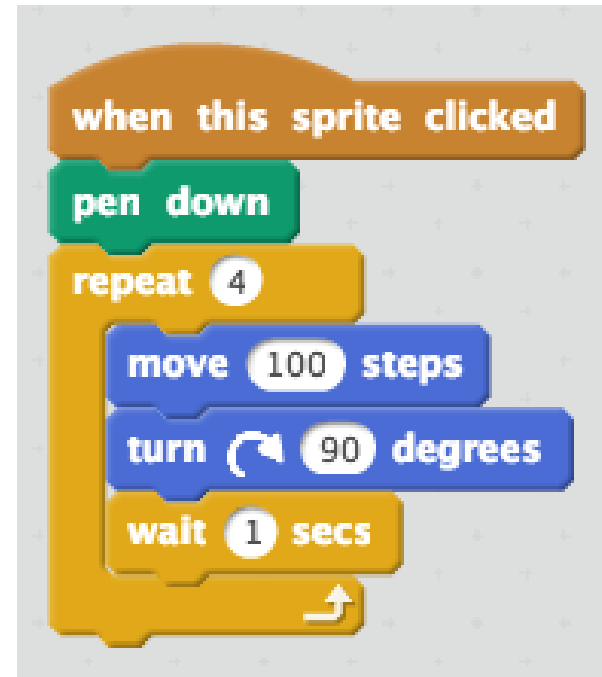 when this sprite clicked
pen down
repeat 4
move 100 steps
turn 90 degrees
wait 1 secs